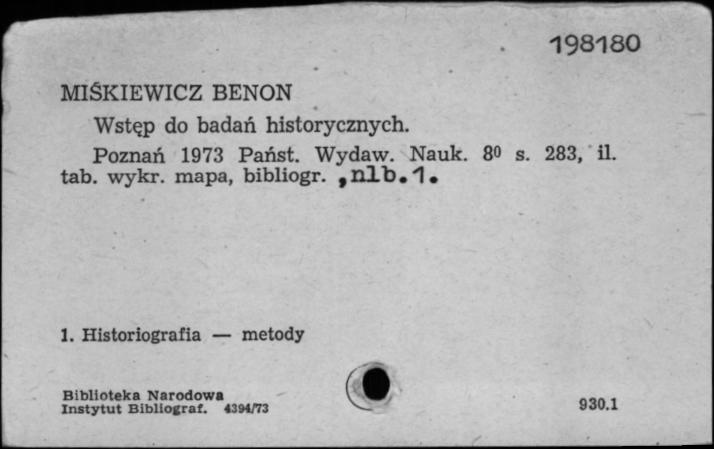 198180
MIŚKIEWICZ BENON
Wstęp do badań historycznych.
Poznań 1973 Państ. Wydaw. Nauk. 8⁰ s. 283, il.
tab. wykr. mapa, bibliogr. ,nlb.1.
1. Historiografia — metody
Biblioteka Narodowa
Instytut Bibliograf. 4394/73
930.1